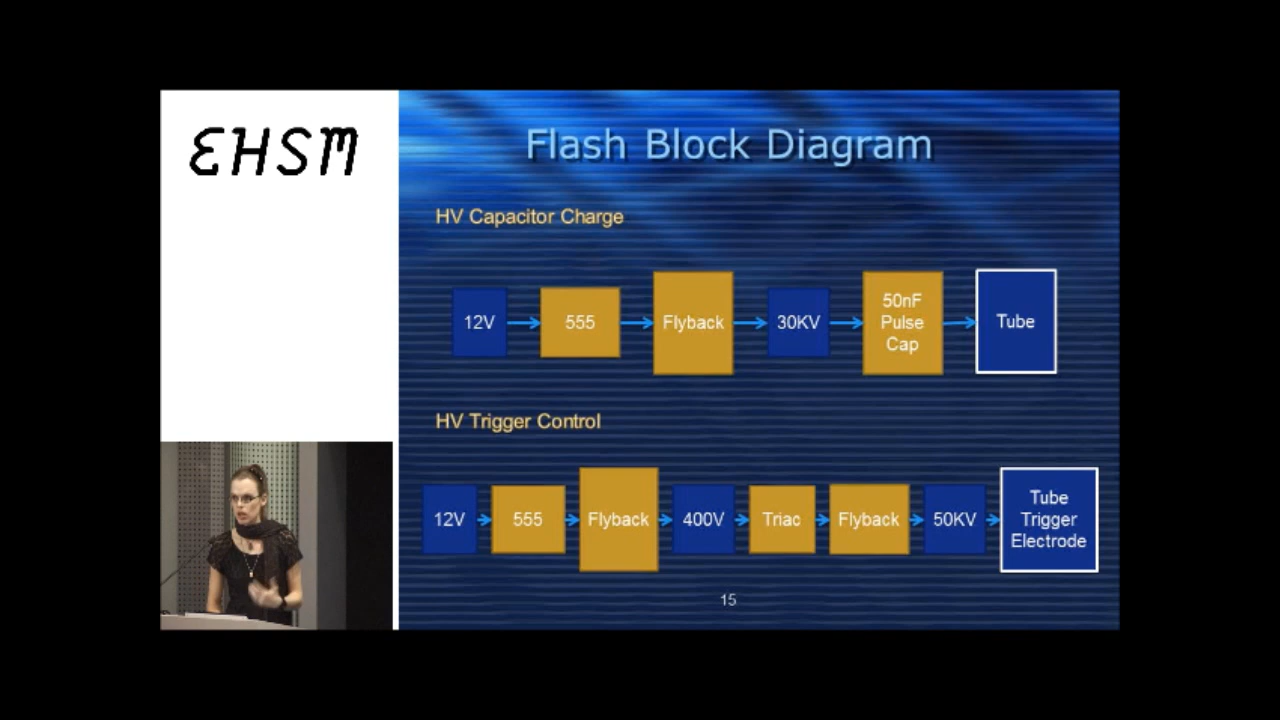 EHSM
Flash Block Diagram
HV Capacitor Charge
12V
555
Flyback
30KV
50nF
Pulse
Cap
Tube
HV Trigger Control
12V
555
Flyback
400V
Triac
Flyback
50KV
Tube
Trigger
Electrode
15